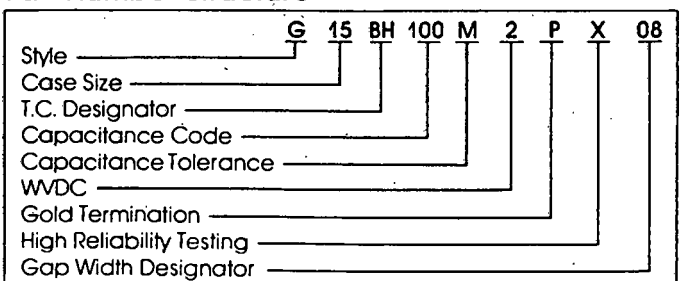 G 15 BH 100 M 2 P X 08
Style
Case Size
T.C. Designator
Capacitance Code
Capacitance Tolerance
WVDC
Gold Termination
High Reliability Testing
Gap Width Designator